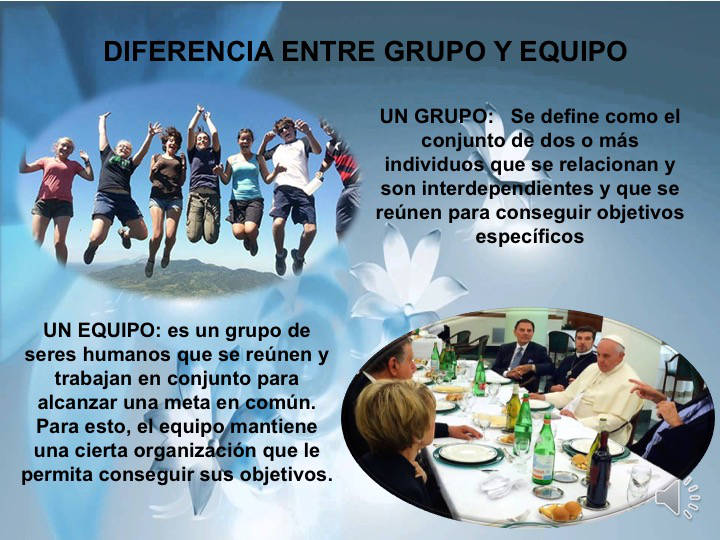 DIFERENCIA ENTRE GRUPO Y EQUIPO
UN GRUPO:   Se define como el
conjunto de dos o más
individuos que se relacionan y
son interdependientes y que se
reúnen para conseguir objetivos
específicos
UN EQUIPO: es un grupo de
seres humanos que se reúnen y
trabajan en conjunto para
alcanzar una meta en común.
Para esto, el equipo mantiene
una cierta organización que le
permita conseguir sus objetivos.